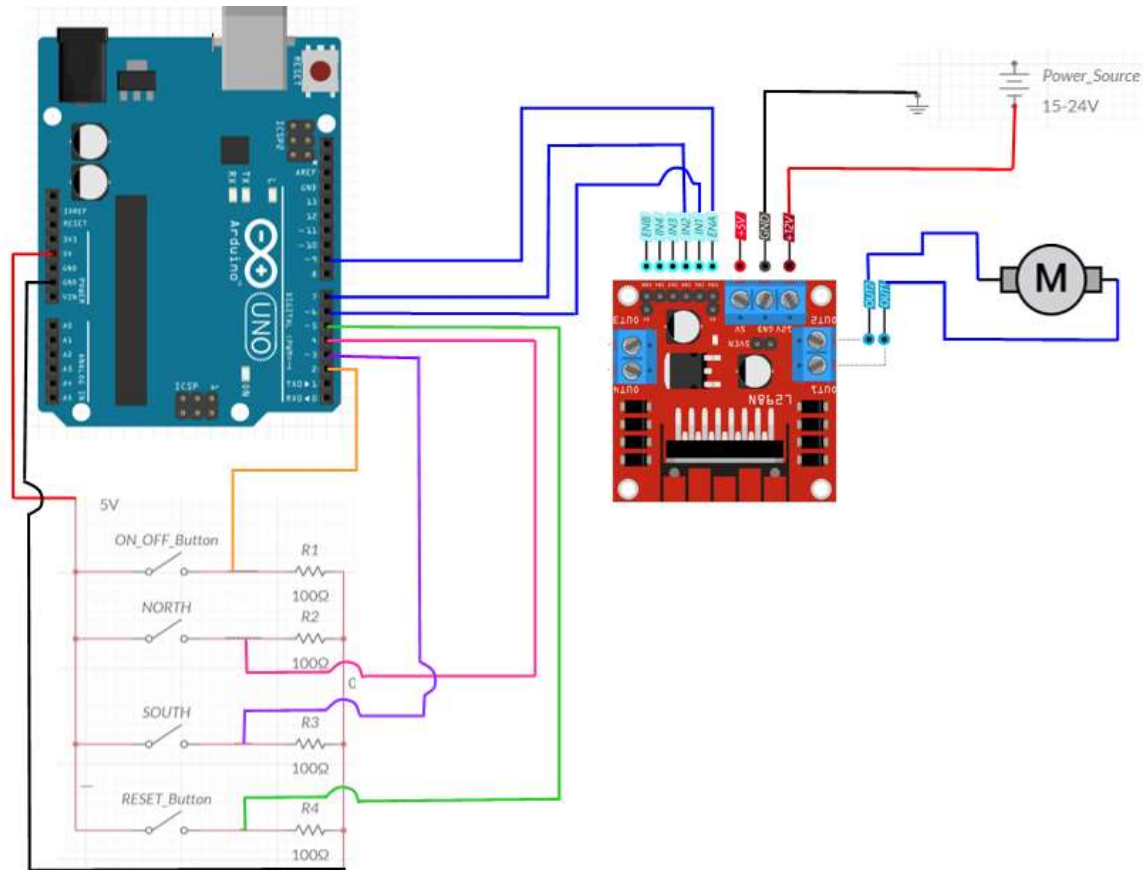 RESET
ICSP2
AREF
GND
13
12
~11
~10
~9
8
TX
RX
L
IOREF
RESET
3V3
5V
GND
GND
VIN
POWER
Arduino™
UNO
DIGITAL (PWM~)
7
~6
~5
4
~3
2
TXD▶1
RXD◀0
A0
A1
A2
A3
A4
A5
ANALOG IN
ICSP
ON
Power_Source
15-24V
ENB
IN4
IN3
IN2
IN1
ENA
+5V
GND
+12V
OUT2
OUT1
M
OUT3
5V
12V GND
OUT2
5VEN
OUT4
OUT1
L298N
5V
ON_OFF_Button
R1
100Ω
NORTH
R2
100Ω
SOUTH
R3
100Ω
RESET_Button
R4
100Ω